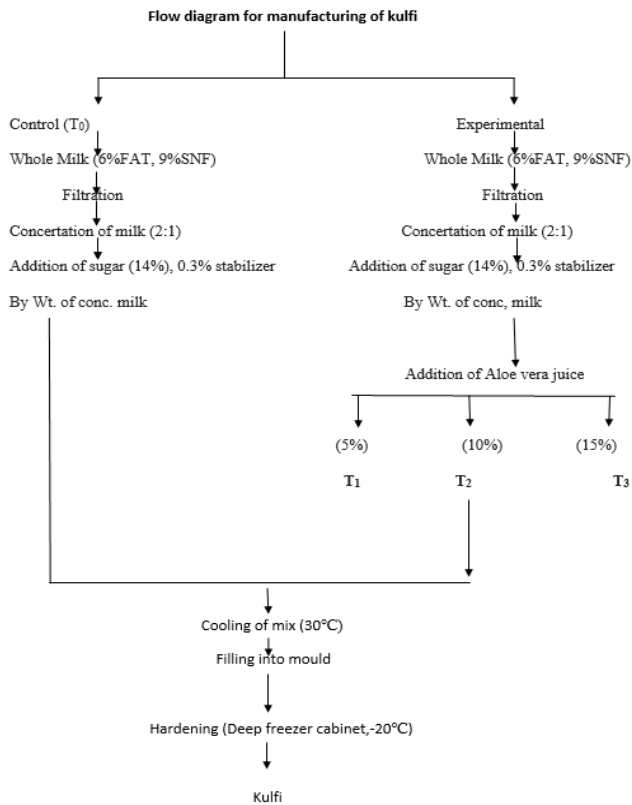 Flow diagram for manufacturing of kulfi
Control (T0)
Whole Milk (6%FAT, 9%SNF)
Filtration
Concertation of milk (2:1)
Addition of sugar (14%), 0.3% stabilizer
By Wt. of conc. milk
Experimental
Whole Milk (6%FAT, 9%SNF)
Filtration
Concertation of milk (2:1)
Addition of sugar (14%), 0.3% stabilizer
By Wt. of conc, milk
Addition of Aloe vera juice
(5%) (10%) (15%)
T1 T2 T3
Cooling of mix (30°C)
Filling into mould
Hardening (Deep freezer cabinet,-20°C)
Kulfi